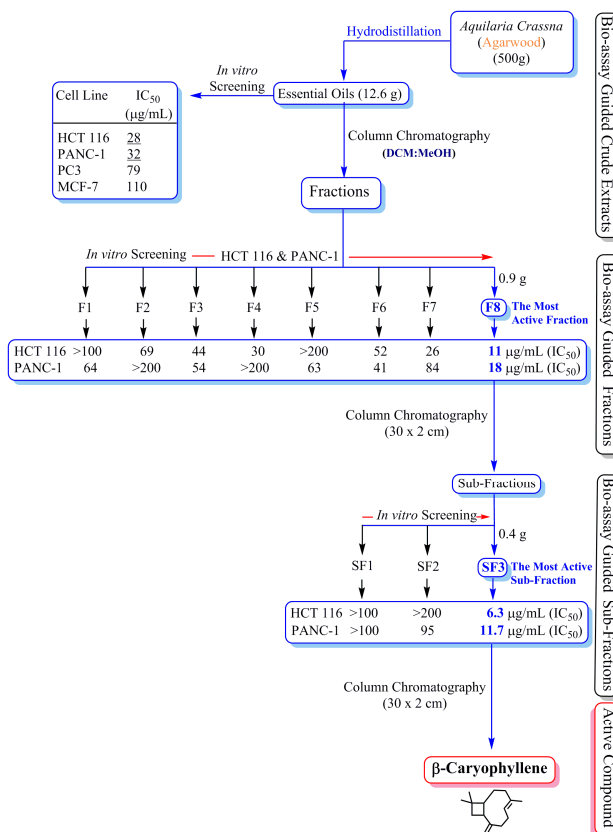 Aquilaria Crassna
(Agarwood)
(500g)
Hydrodistillation
Essential Oils (12.6 g)
In vitro
Screening
Cell Line IC50
(μg/mL)
HCT 116 28
PANC-1 32
PC3 79
MCF-7 110
Column Chromatography
(DCM:MeOH)
Fractions
In vitro Screening HCT 116 & PANC-1
0.9 g
F1 F2 F3 F4 F5 F6 F7 F8 The Most
Active Fraction
HCT 116 >100 69 44 30 >200 52 26 11 μg/mL (IC50)
PANC-1 64 >200 54 >200 63 41 84 18 μg/mL (IC50)
Column Chromatography
(30 x 2 cm)
Sub-Fractions
In vitro Screening
0.4 g
SF1 SF2 SF3 The Most Active
Sub-Fraction
HCT 116 >100 >200 6.3 μg/mL (IC50)
PANC-1 >100 95 11.7 μg/mL (IC50)
Column Chromatography
(30 x 2 cm)
β-Caryophyllene
Bio-assay Guided Crude Extracts
Bio-assay Guided Fractions
Bio-assay Guided Sub-Fractions
Active Compound